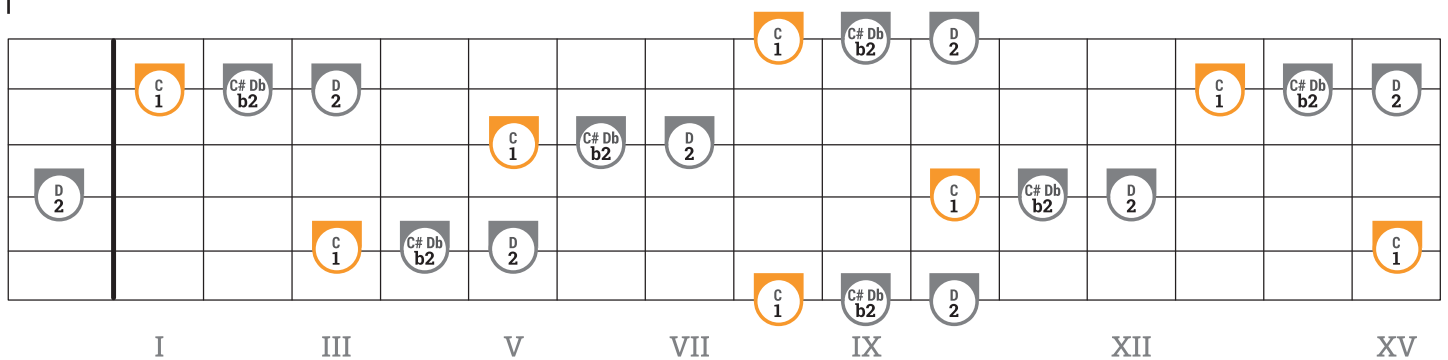 C 1 C# Db b2 D 2
C 1 C# Db b2 D 2 C 1 C# Db b2 D 2
C 1 C# Db b2 D 2
D 2 C 1 C# Db b2 D 2
C 1 C# Db b2 D 2 C 1
C 1 C# Db b2 D 2
I III V VII IX XII XV